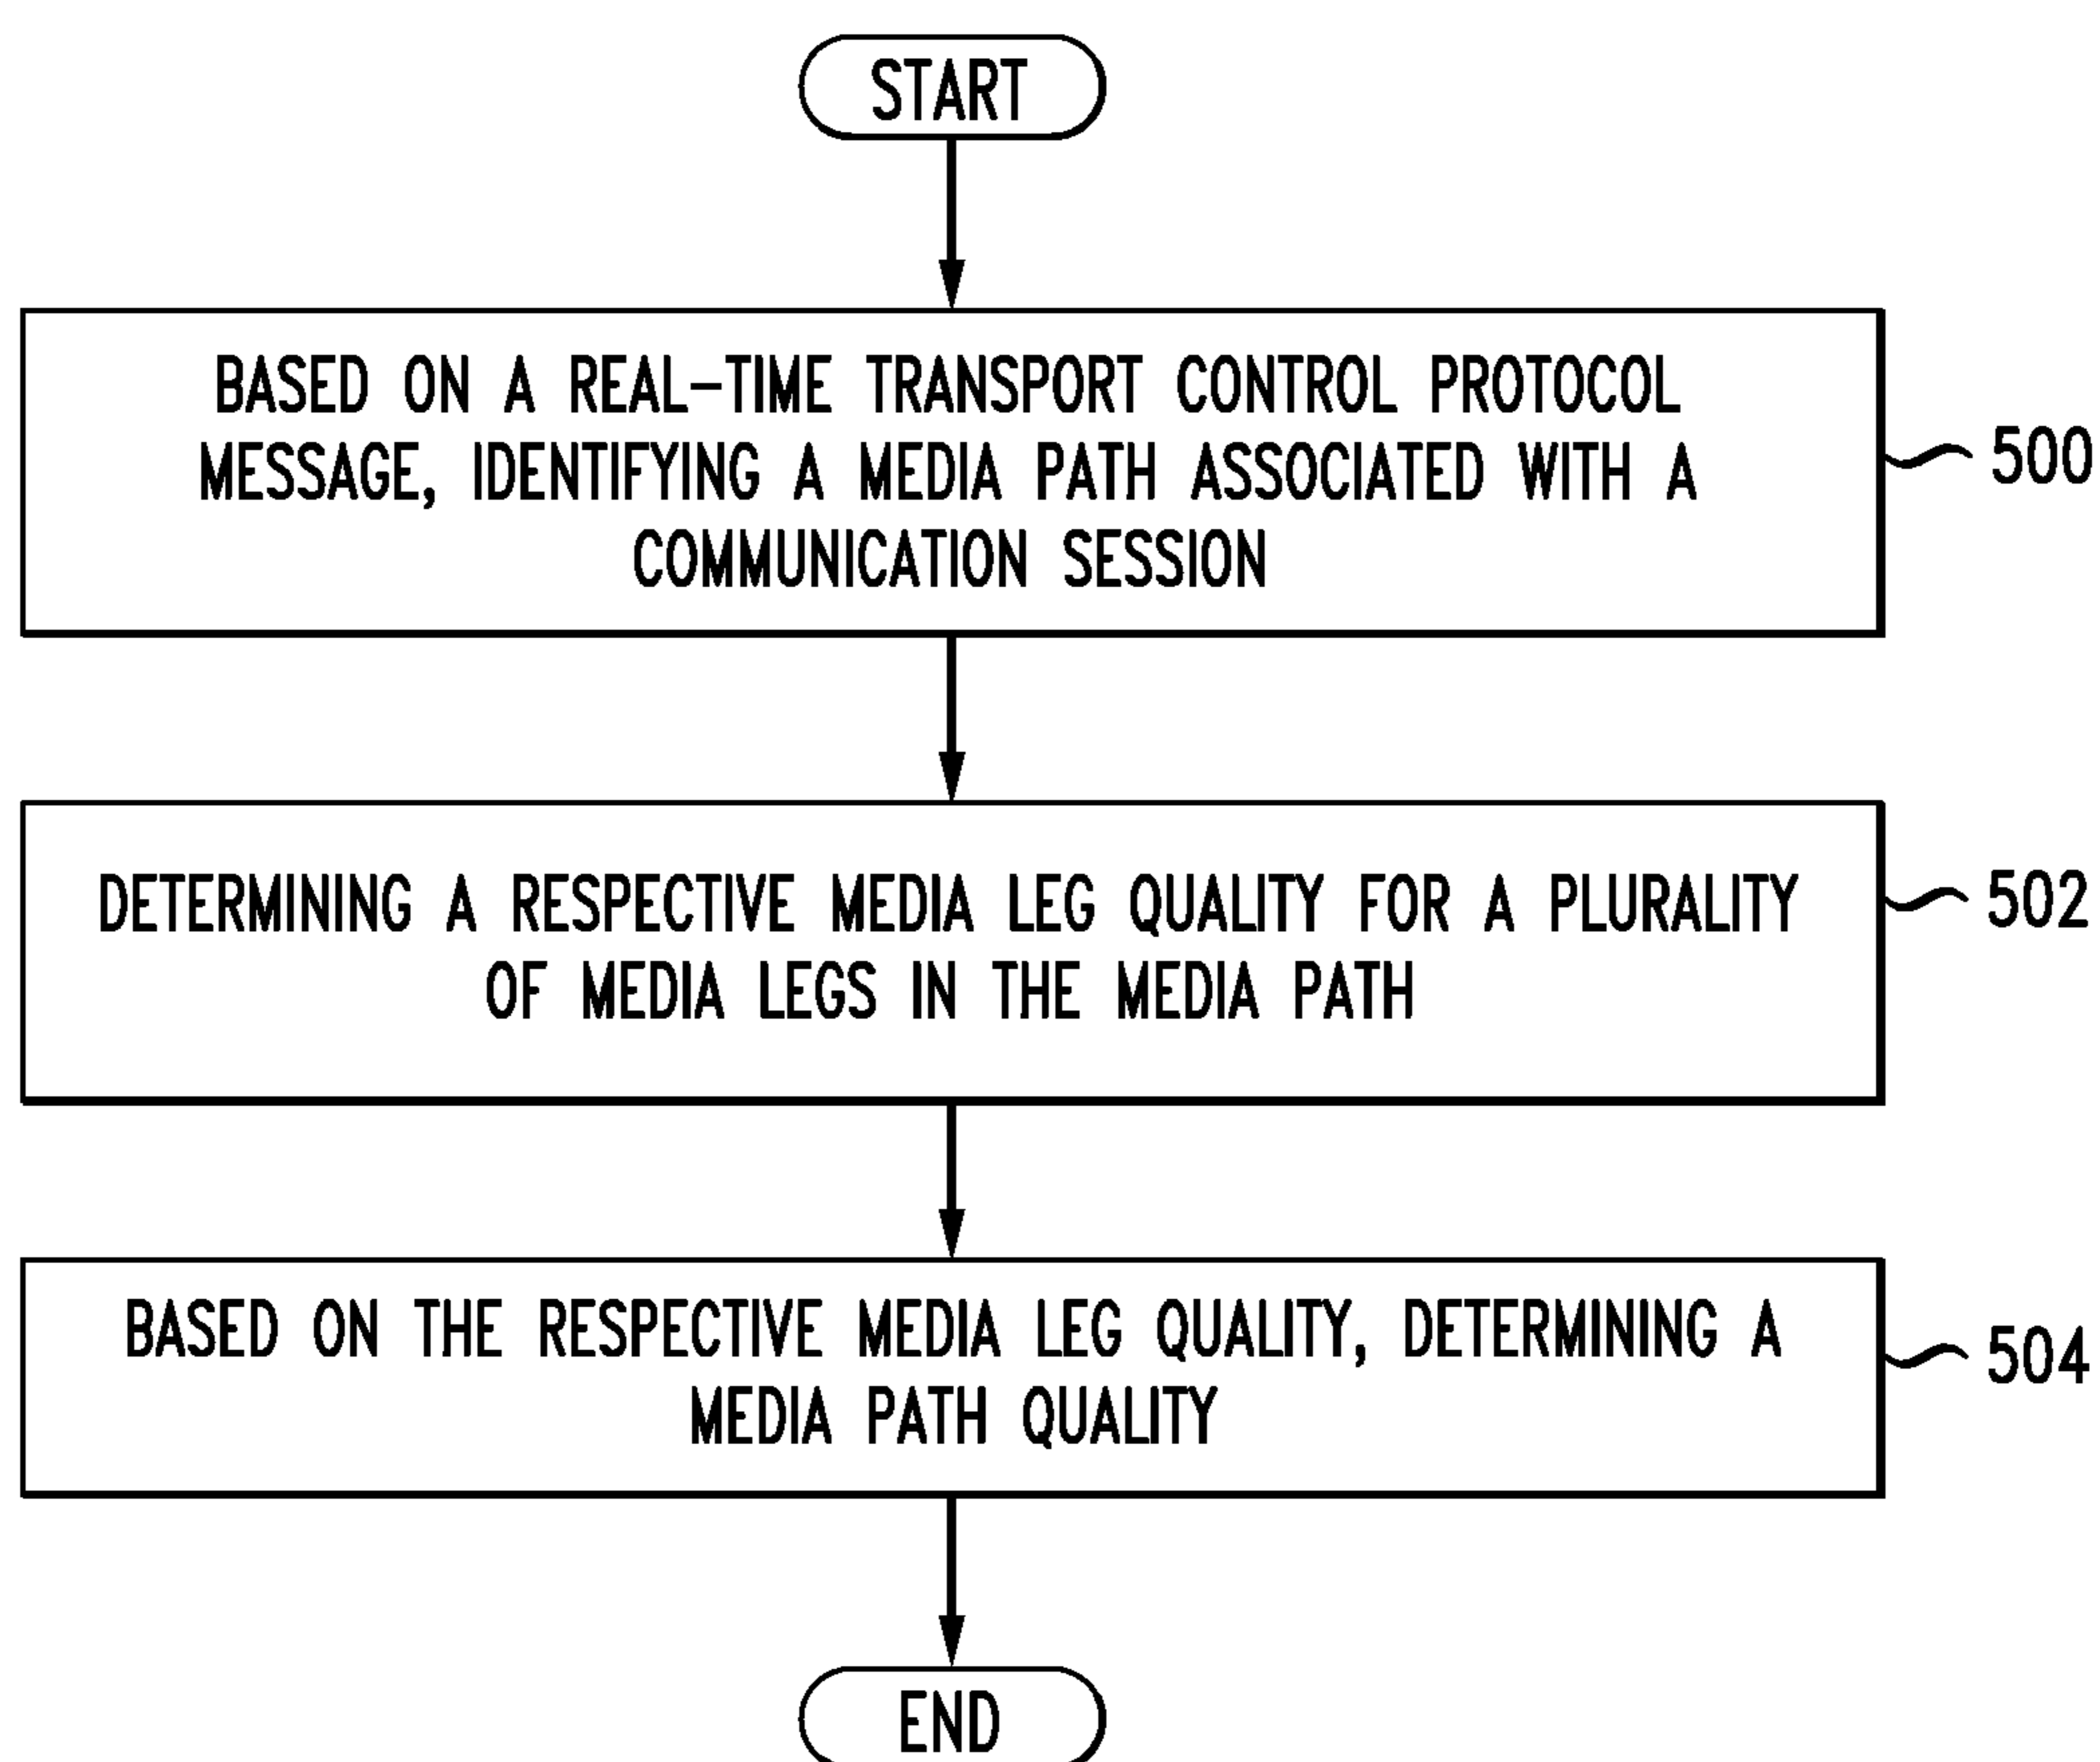 START
BASED ON A REAL-TIME TRANSPORT CONTROL PROTOCOL
MESSAGE, IDENTIFYING A MEDIA PATH ASSOCIATED WITH A
COMMUNICATION SESSION
500
DETERMINING A RESPECTIVE MEDIA LEG QUALITY FOR A PLURALITY
OF MEDIA LEGS IN THE MEDIA PATH
502
BASED ON THE RESPECTIVE MEDIA LEG QUALITY, DETERMINING A
MEDIA PATH QUALITY
504
END